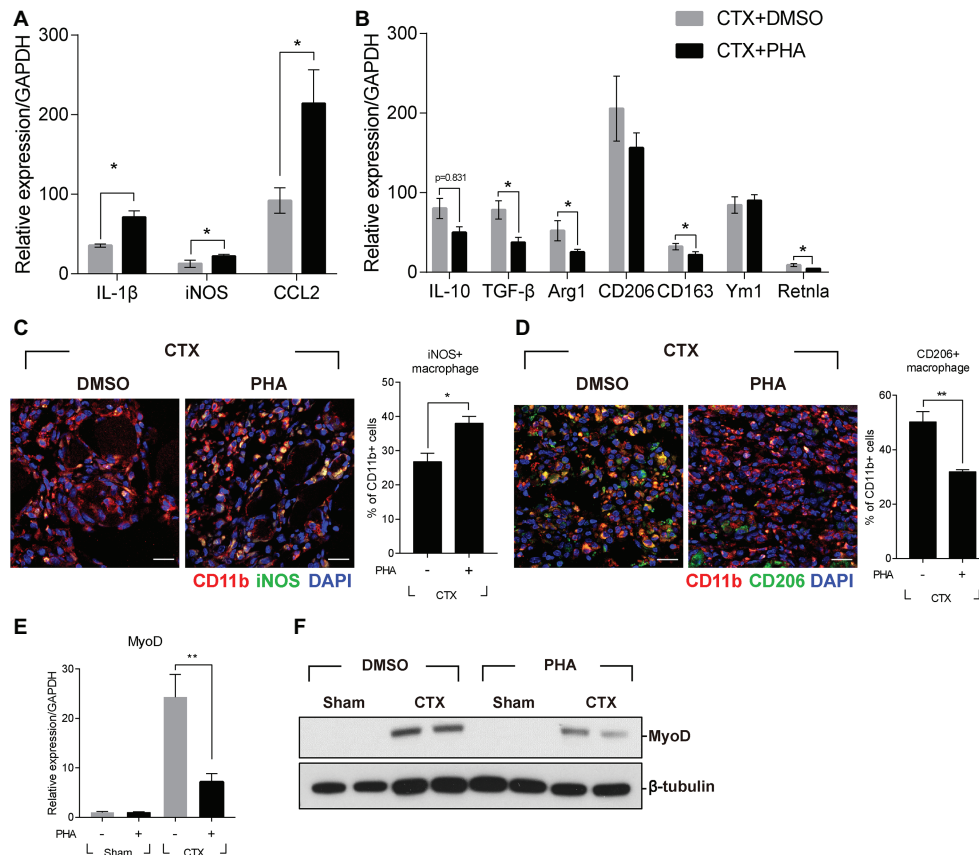 A
Relative expression/GAPDH
300
200
100
0
*
*
*
IL-1β iNOS CCL2
B
CTX+DMSO
CTX+PHA
Relative expression/GAPDH
300
200
100
0
p=0.831
*
*
*
*
IL-10 TGF-β Arg1 CD206 CD163 Ym1 Retnla
C
CTX
DMSO PHA
CD11b iNOS DAPI
iNOS+
macrophage
% of CD11b+ cells
50
40
30
20
10
0
*
PHA - +
CTX
D
CTX
DMSO PHA
CD11b CD206 DAPI
CD206+
macrophage
% of CD11b+ cells
60
40
20
0
**
PHA - +
CTX
E
MyoD
Relative expression/GAPDH
30
20
10
0
**
PHA - + - +
Sham CTX
F
DMSO PHA
Sham CTX Sham CTX
MyoD
β-tubulin